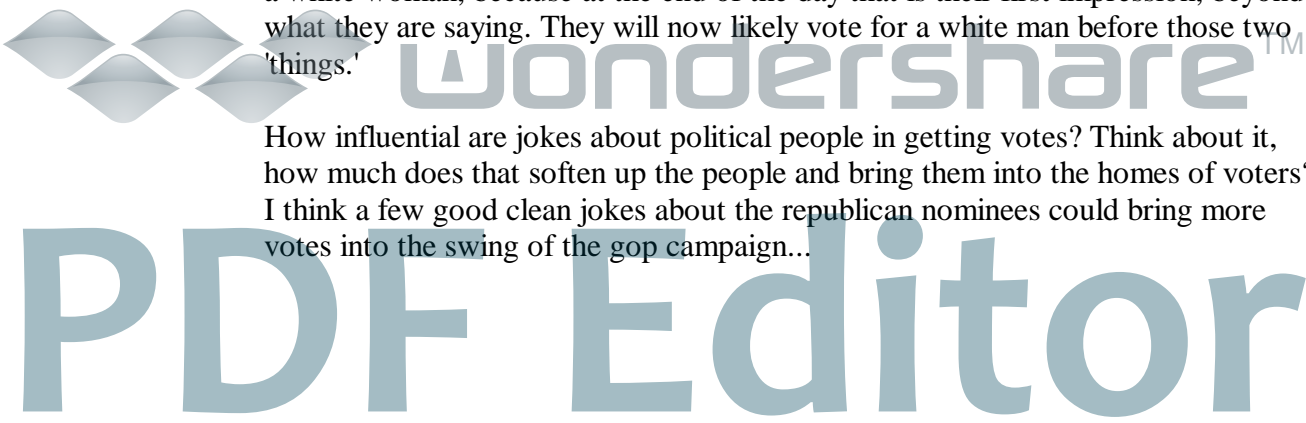 a white woman, because at the end of the day that is their first impression, beyond
what they are saying. They will now likely vote for a white man before those two
'things.'
wondershare™
How influential are jokes about political people in getting votes? Think about it,
how much does that soften up the people and bring them into the homes of voters
I think a few good clean jokes about the republican nominees could bring more
votes into the swing of the gop campaign...
PDF Editor